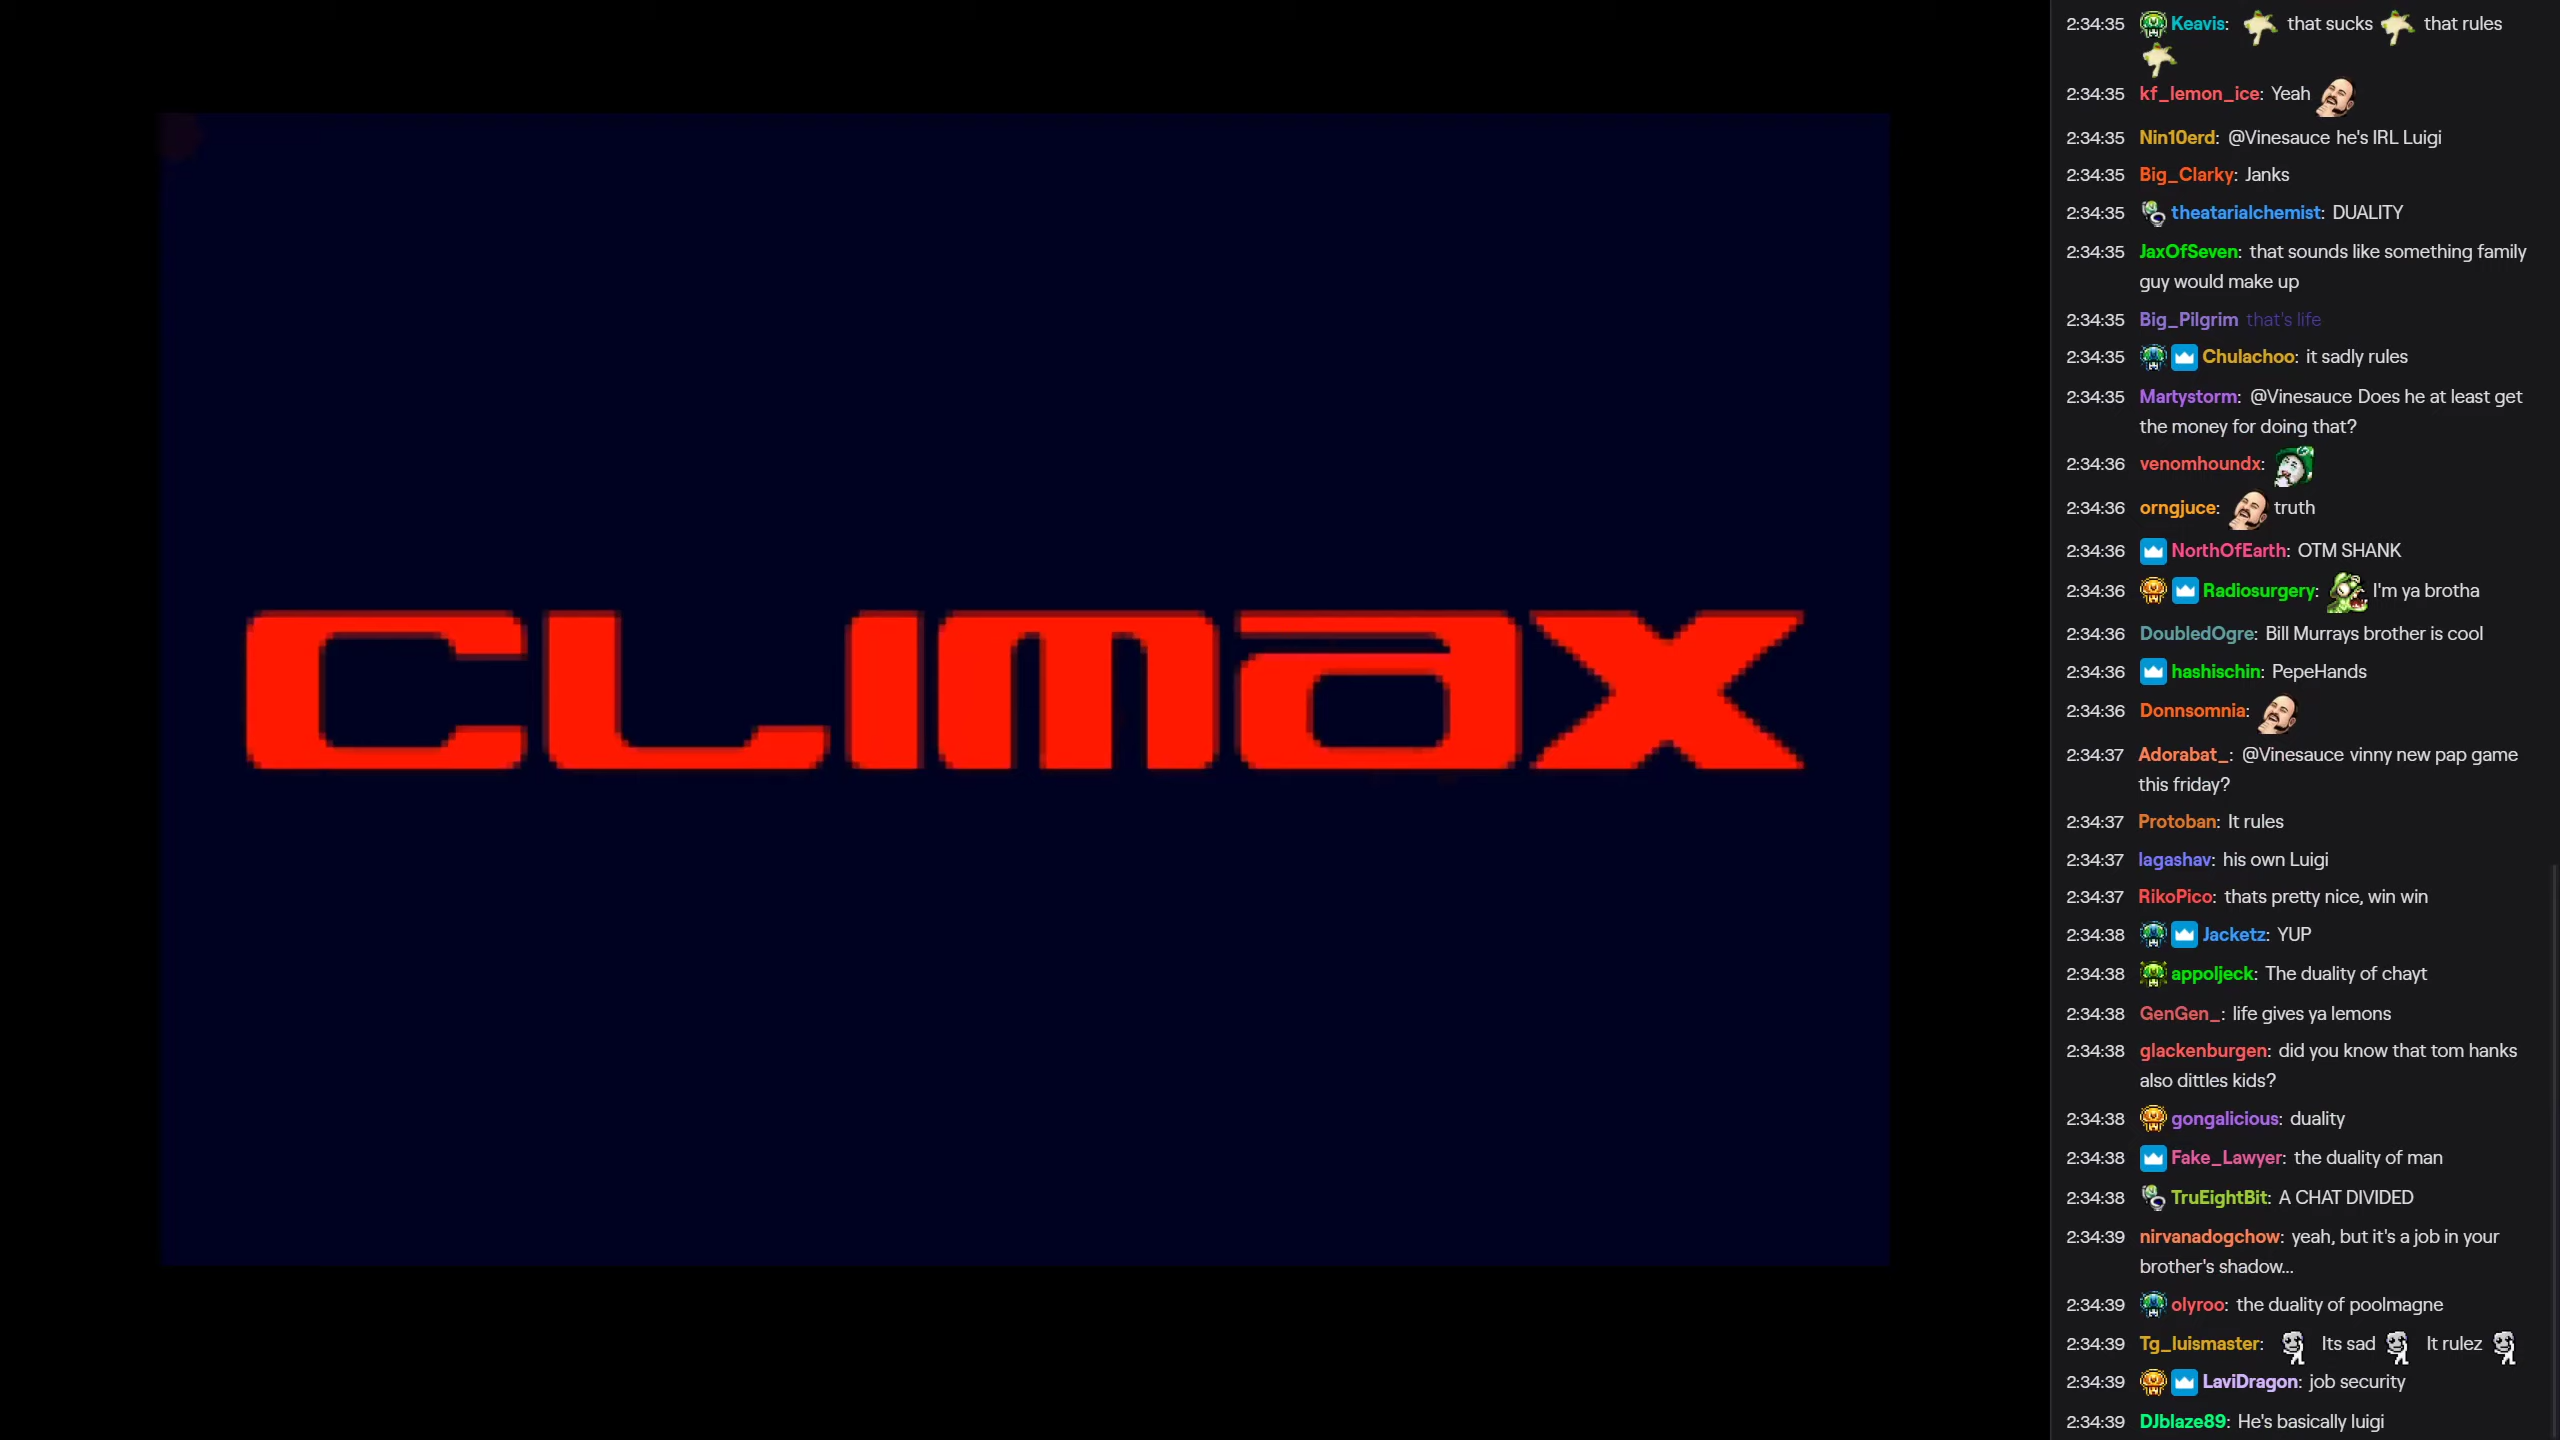 CLIMAX
2:34:35 Keavis: that sucks that rules
2:34:35 kf_lemon_ice: Yeah
2:34:35 Nin10erd: @Vinesauce he's IRL Luigi
2:34:35 Big_Clarky: Janks
2:34:35 theatarialchemist: DUALITY
2:34:35 JaxOfSeven: that sounds like something family
guy would make up
2:34:35 Big_Pilgrim that's life
2:34:35 Chulachoo: it sadly rules
2:34:35 Martystorm: @Vinesauce Does he at least get
the money for doing that?
2:34:36 venomhoundx:
2:34:36 orngjuce: truth
2:34:36 NorthOfEarth: OTM SHANK
2:34:36 Radiosurgery: I'm ya brotha
2:34:36 DoubledOgre: Bill Murrays brother is cool
2:34:36 hashischin: PepeHands
2:34:36 Donnsomnia:
2:34:37 Adorabat_: @Vinesauce vinny new pap game
this friday?
2:34:37 Protoban: It rules
2:34:37 lagashav: his own Luigi
2:34:37 RikoPico: thats pretty nice, win win
2:34:38 Jacketz: YUP
2:34:38 appoljeck: The duality of chayt
2:34:38 GenGen_: life gives ya lemons
2:34:38 glackenburgen: did you know that tom hanks
also dittles kids?
2:34:38 gongalicious: duality
2:34:38 Fake_Lawyer: the duality of man
2:34:38 TruEightBit: A CHAT DIVIDED
2:34:39 nirvanadogchow: yeah, but it's a job in your
brother's shadow...
2:34:39 olyroo: the duality of poolmagne
2:34:39 Tg_luismaster: Its sad It rulez
2:34:39 LaviDragon: job security
2:34:39 DJblaze89: He's basically luigi